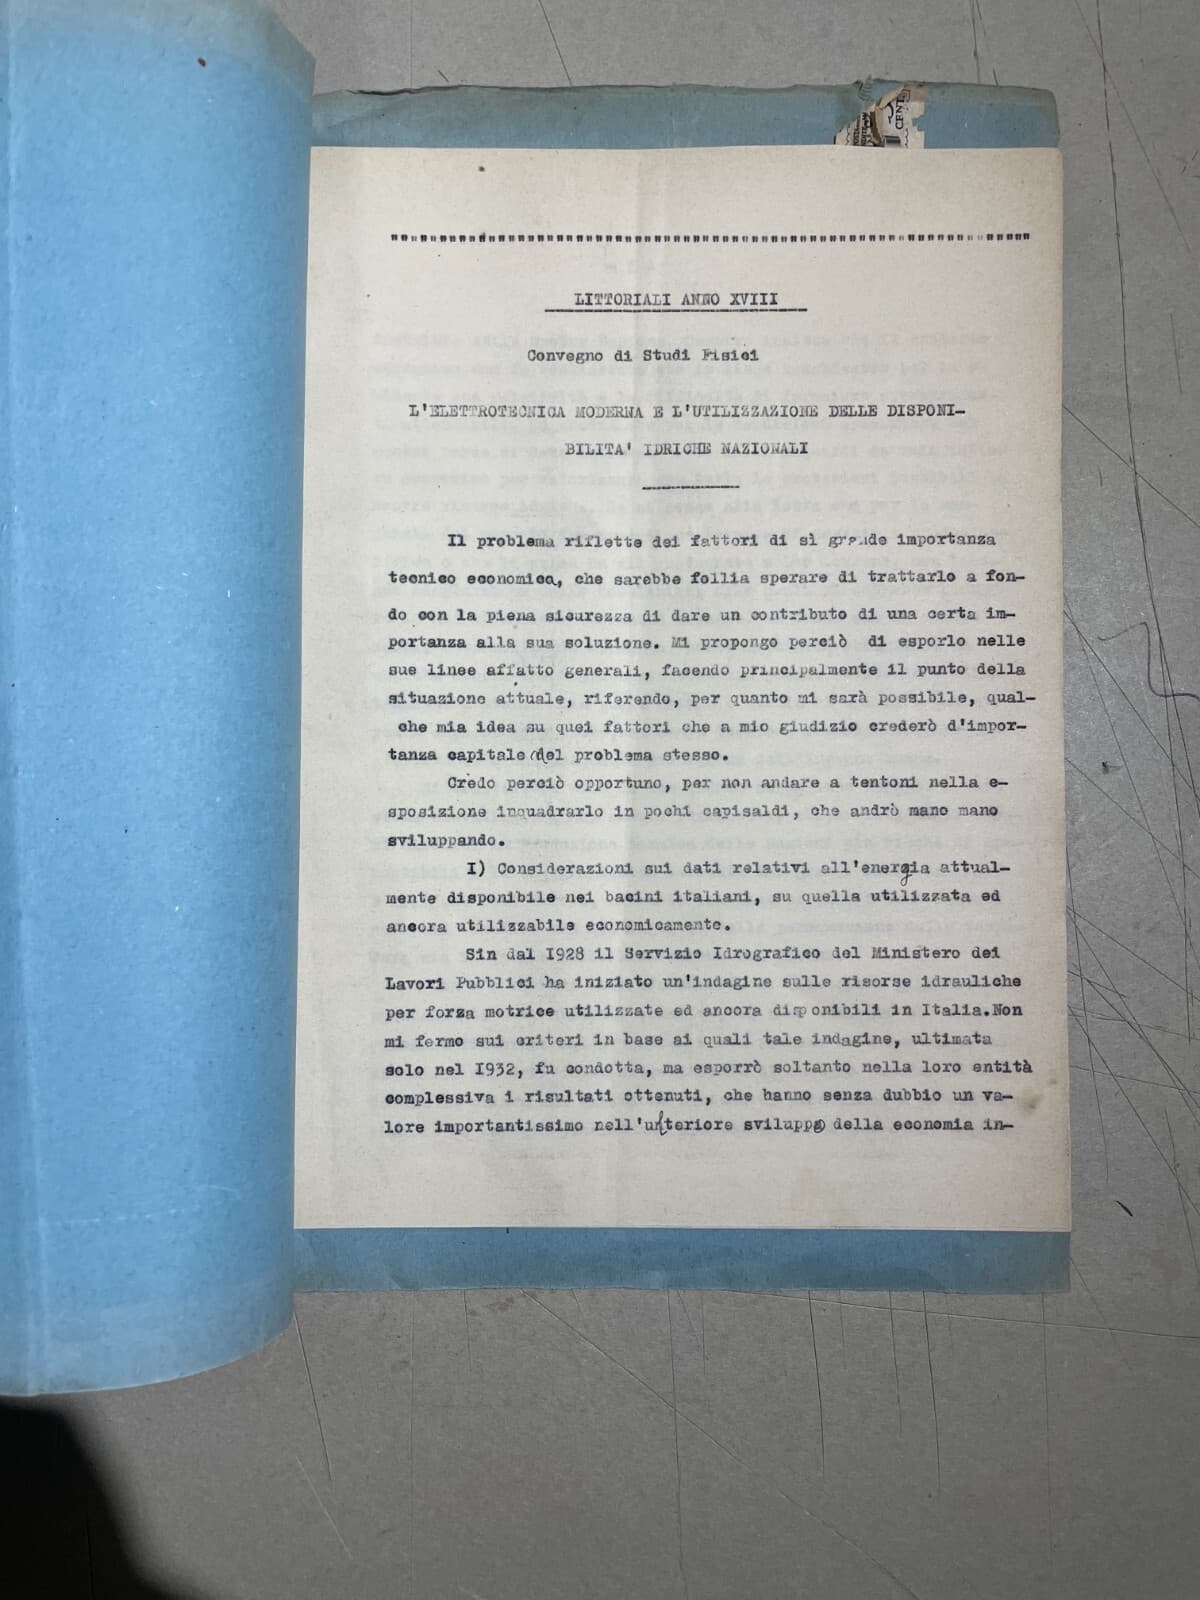 CENT
""""""""""""""""""""""""""""""""""""""""""""""""""""""""""""""""""
LITTORIALI ANNO XVIII
Convegno di Studi Fisici
L'ELETTROTECNICA MODERNA E L'UTILIZZAZIONE DELLE DISPONI-
BILITA' IDRICHE NAZIONALI
Il problema riflette dei fattori di sì grande importanza
tecnico economica, che sarebbe follia sperare di trattarlo a fon-
do con la piena sicurezza di dare un contributo di una certa im-
portanza alla sua soluzione. Mi propongo perciò di esporlo nelle
sue linee affatto generali, facendo principalmente il punto della
situazione attuale, riferendo, per quanto mi sarà possibile, qual-
che mia idea su quei fattori che a mio giudizio crederò d'impor-
tanza capitale del problema stesso.
Credo perciò opportuno, per non andare a tentoni nella e-
sposizione inquadrarlo in pochi capisaldi, che andrò mano mano
sviluppando.
I) Considerazioni sui dati relativi all'energia attual-
mente disponibile nei bacini italiani, su quella utilizzata ed
ancora utilizzabile economicamente.
Sin dal I928 il Servizio Idrografico del Ministero dei
Lavori Pubblici ha iniziato un'indagine sulle risorse idrauliche
per forza motrice utilizzate ed ancora disponibili in Italia.Non
mi fermo sui criteri in base ai quali tale indagine, ultimata
solo nel I932, fu condotta, ma esporrò soltanto nella loro entità
complessiva i risultati ottenuti, che hanno senza dubbio un va-
lore importantissimo nell'ulteriore sviluppo della economia in-